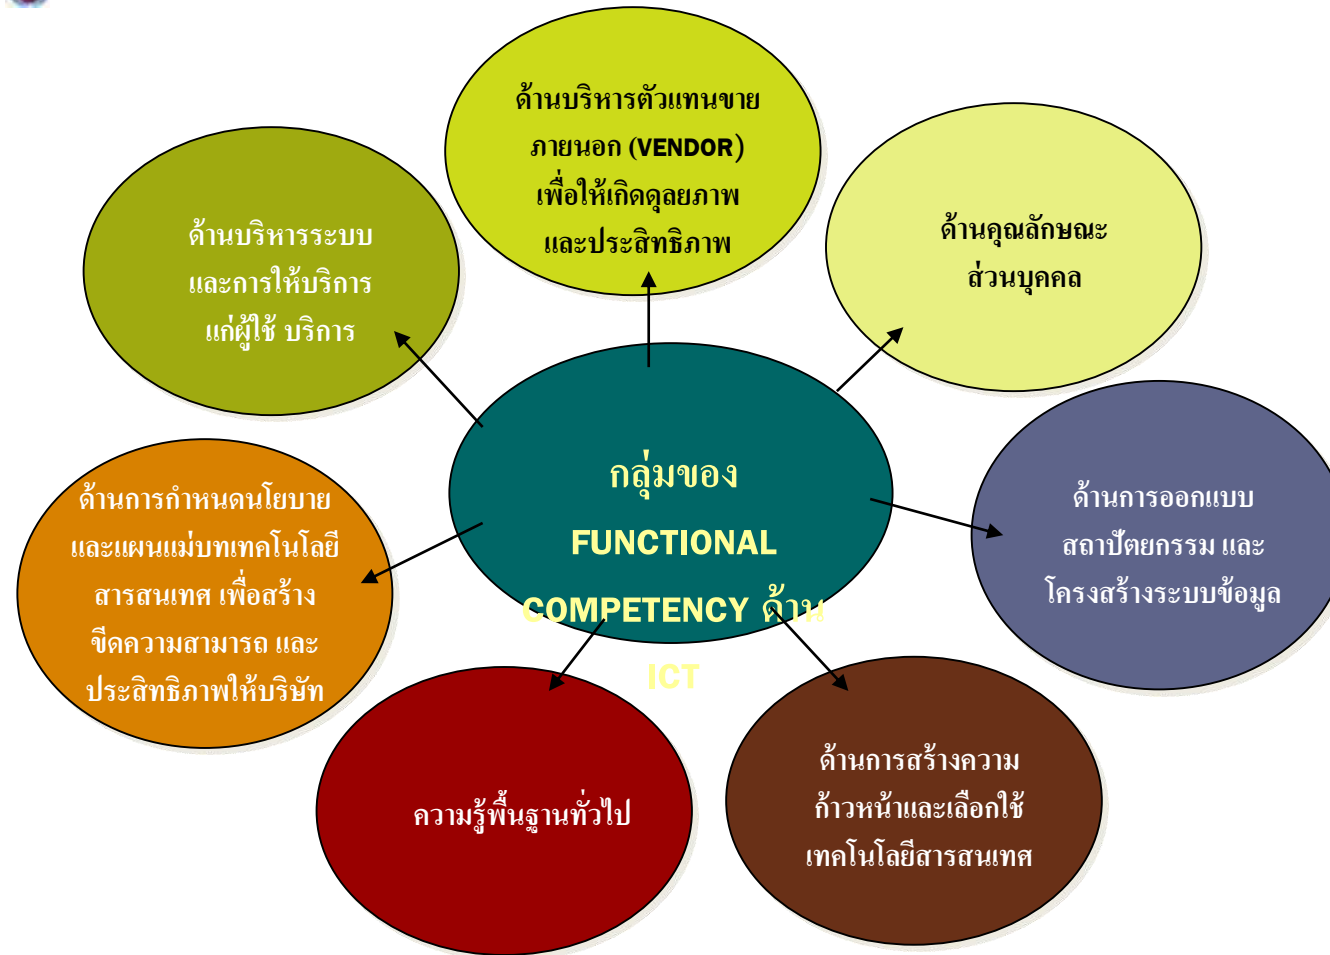 ด้านบริหารตัวแทนขาย
ภายนอก (VENDOR)
เพื่อให้เกิดดุลยภาพ
และประสิทธิภาพ
ด้านคุณลักษณะ
ส่วนบุคคล
ด้านบริหารระบบ
และการให้บริการ
แก่ผู้ใช้ บริการ
กลุ่มของ
FUNCTIONAL
COMPETENCY ด้าน
ICT
ด้านการออกแบบ
สถาปัตยกรรม และ
โครงสร้างระบบข้อมูล
ด้านการกำหนดนโยบาย
และแผนแม่บทเทคโนโลยี
สารสนเทศ เพื่อสร้าง
ขีดความสามารถ และ
ประสิทธิภาพให้บริษัท
ความรู้พื้นฐานทั่วไป
ด้านการสร้างความ
ก้าวหน้าและเลือกใช้
เทคโนโลยีสารสนเทศ